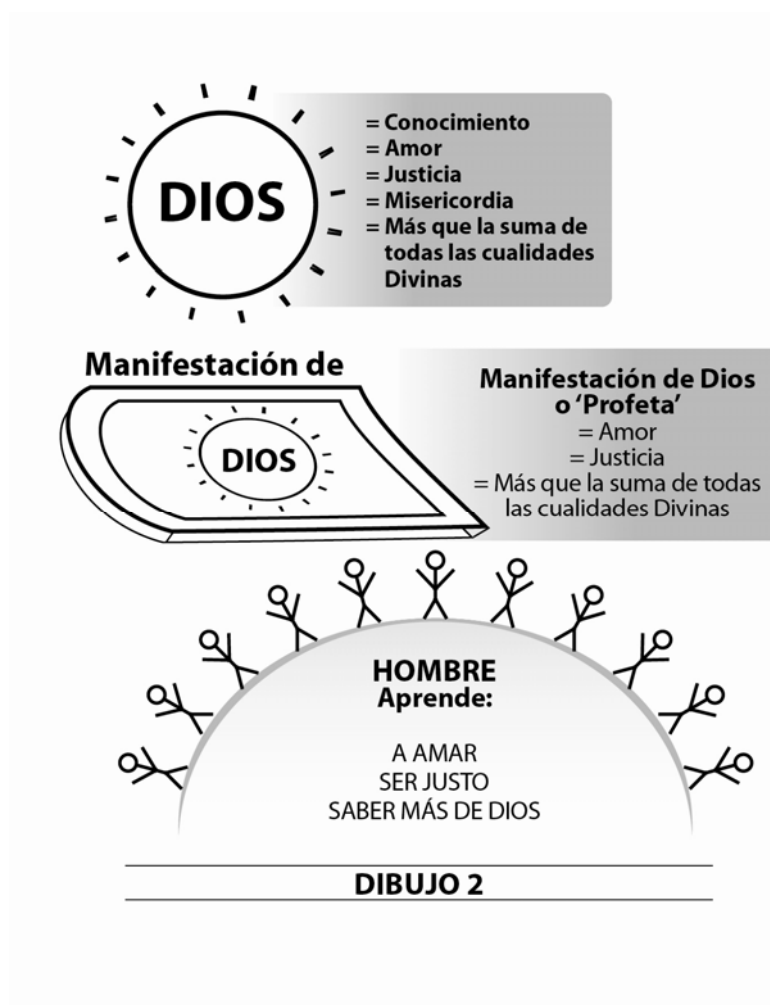 DIOS
= Conocimiento
= Amor
= Justicia
= Misericordia
= Más que la suma de
todas las cualidades
Divinas
Manifestación de
DIOS
Manifestación de Dios
o ‘Profeta’
= Amor
= Justicia
= Más que la suma de todas
las cualidades Divinas
HOMBRE
Aprende:
A AMAR
SER JUSTO
SABER MÁS DE DIOS
DIBUJO 2